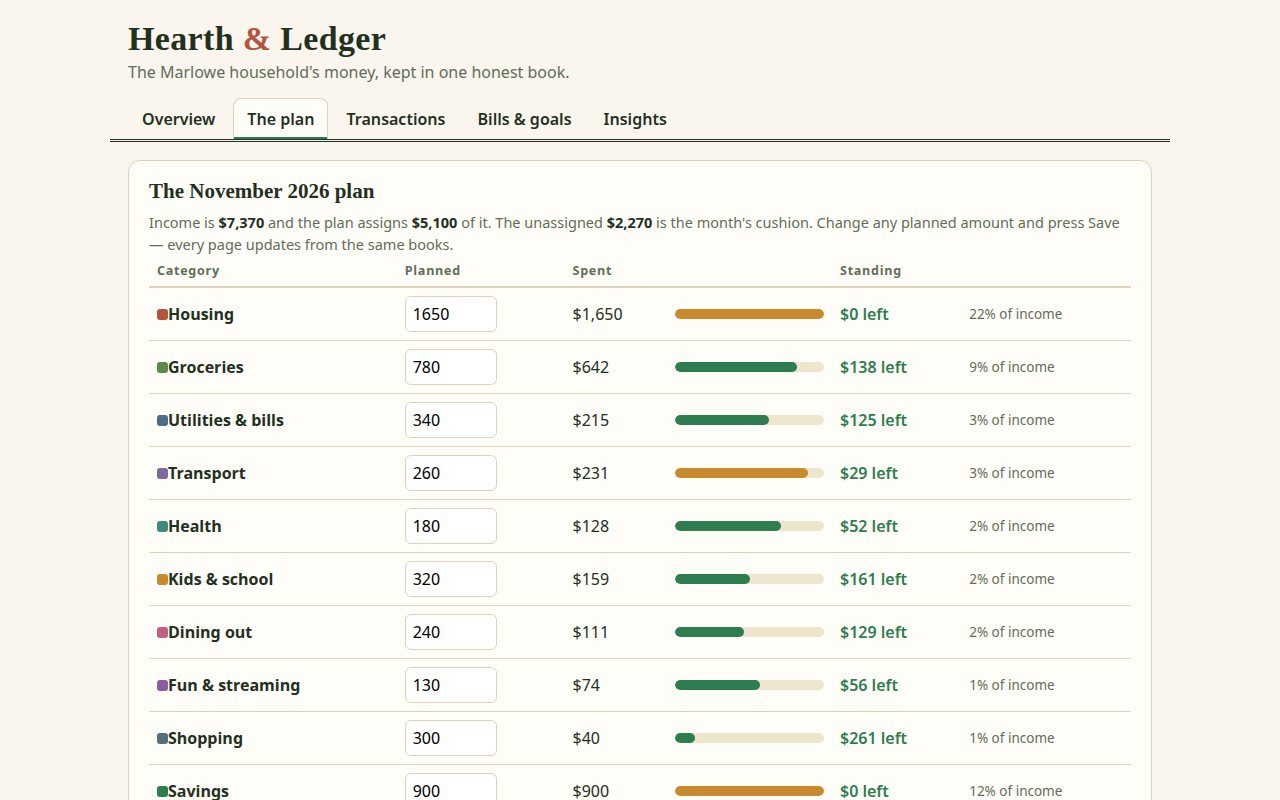 Hearth & Ledger
The Marlowe household's money, kept in one honest book.
Overview The plan Transactions Bills & goals Insights
The November 2026 plan
Income is $7,370 and the plan assigns $5,100 of it. The unassigned $2,270 is the month's cushion. Change any planned amount and press Save
— every page updates from the same books.
Category Planned Spent Standing
Housing 1650 $1,650 $0 left 22% of income
Groceries 780 $642 $138 left 9% of income
Utilities & bills 340 $215 $125 left 3% of income
Transport 260 $231 $29 left 3% of income
Health 180 $128 $52 left 2% of income
Kids & school 320 $159 $161 left 2% of income
Dining out 240 $111 $129 left 2% of income
Fun & streaming 130 $74 $56 left 1% of income
Shopping 300 $40 $261 left 1% of income
Savings 900 $900 $0 left 12% of income